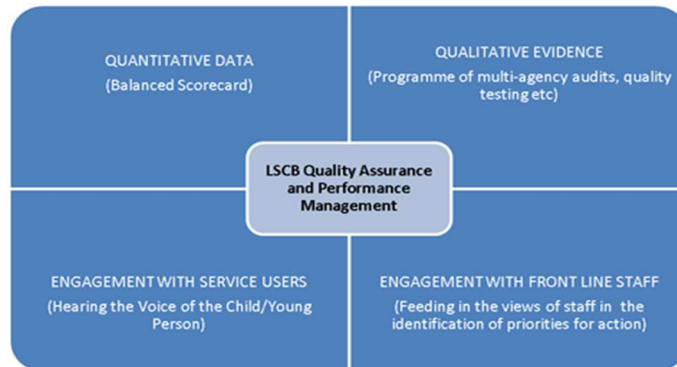 QUANTITATIVE DATA
(Balanced Scorecard)
QUALITATIVE EVIDENCE
(Programme of multi-agency audits, quality
testing etc)
LSCB Quality Assurance
and Performance
Management
ENGAGEMENT WITH SERVICE USERS
(Hearing the Voice of the Child/Young
Person)
ENGAGEMENT WITH FRONT LINE STAFF
(Feeding in the views of staff in the
identification of priorities for action)